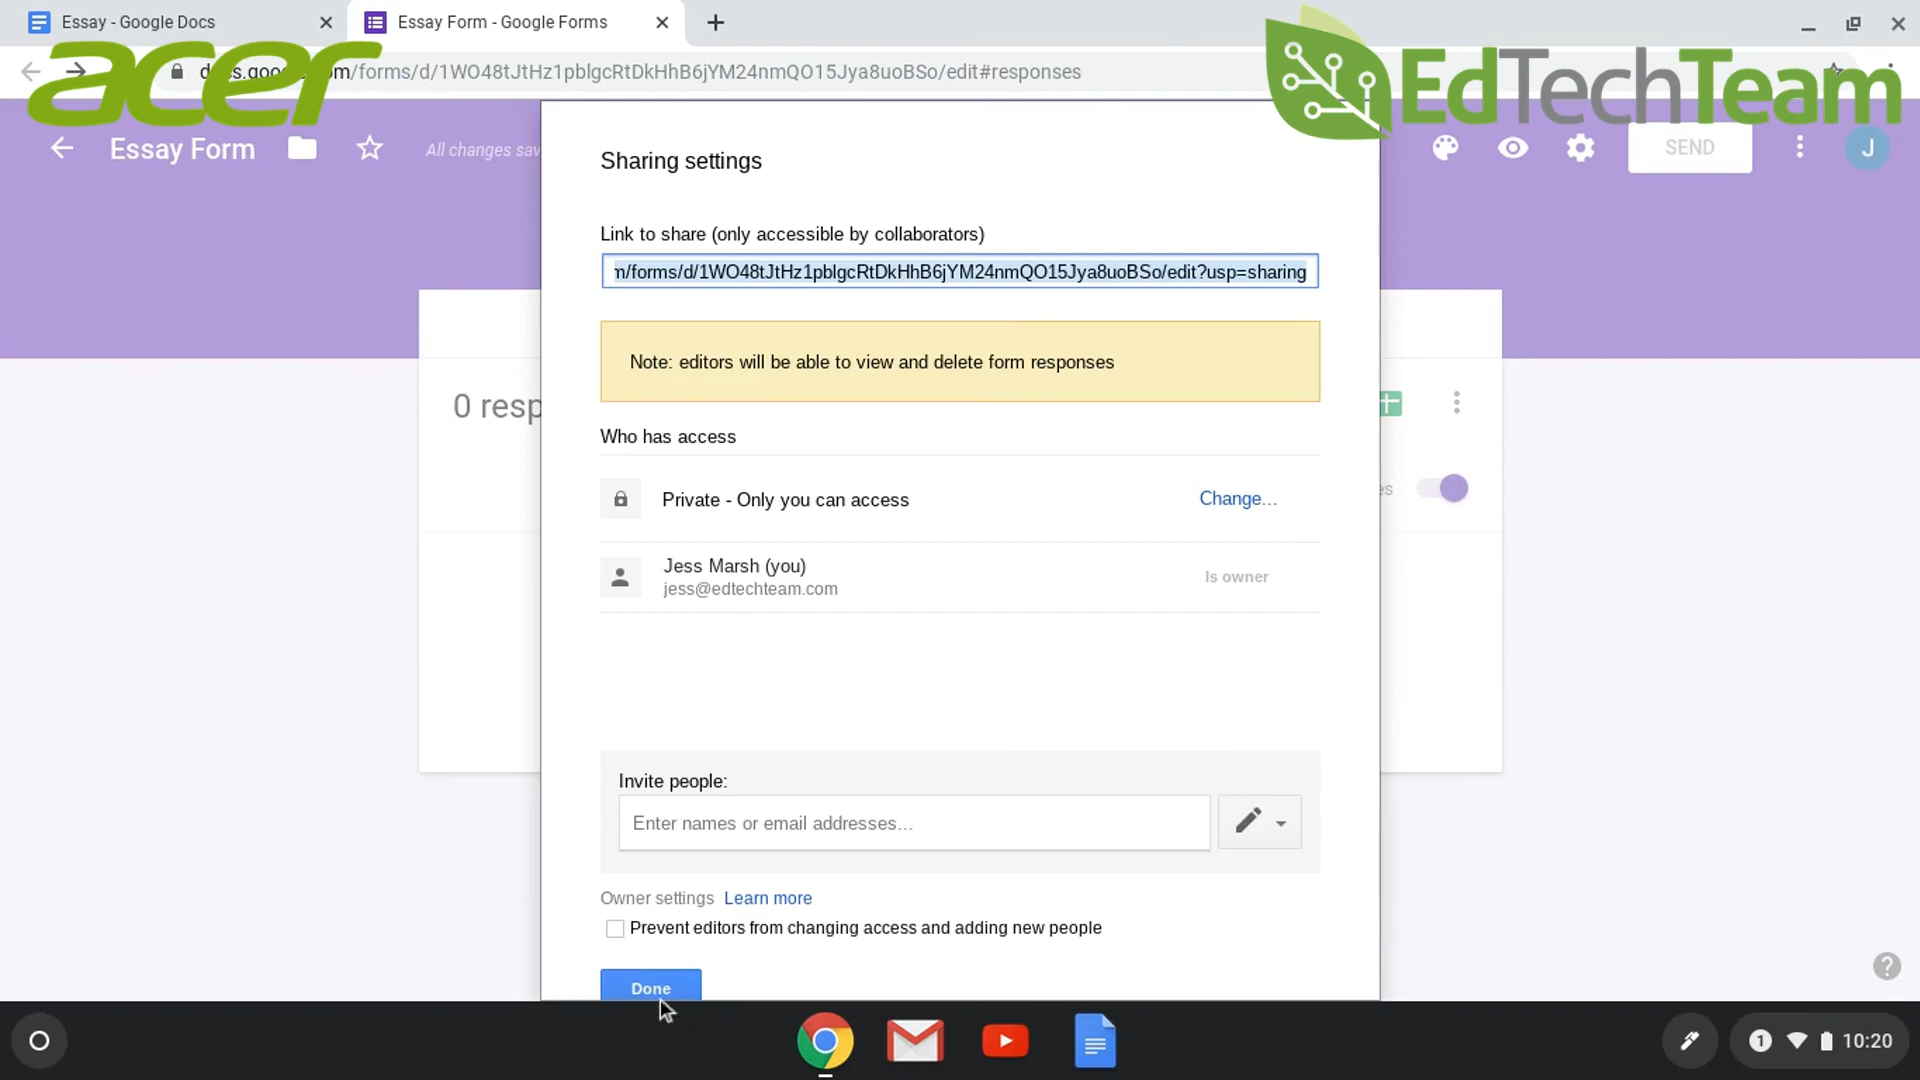 Essay - Google Docs
Essay Form - Google Forms
acer
EdTechTeam
/forms/d/1WO48tJtHz1pblgcRtDkHhB6jYM24nmQO15Jya8uoBSo/edit#responses
Essay Form
All changes
SEND
J
Sharing settings
Link to share (only accessible by collaborators)
m/forms/d/1WO48tJtHz1pblgcRtDkHhB6jYM24nmQO15Jya8uoBSo/edit?usp=sharing
Note: editors will be able to view and delete form responses
0 resp
Who has access
Private - Only you can access
Change...
es
Jess Marsh (you)
jess@edtechteam.com
Is owner
Invite people:
Enter names or email addresses...
Owner settings Learn more
Prevent editors from changing access and adding new people
Done
?
1
10:20